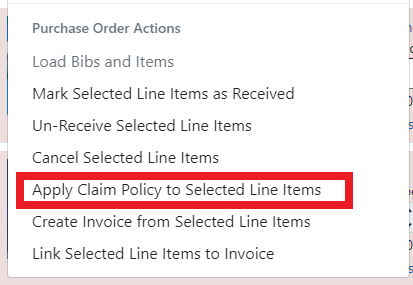 Purchase Order Actions
Load Bibs and Items
Mark Selected Line Items as Received
Un-Receive Selected Line Items
Cancel Selected Line Items
Apply Claim Policy to Selected Line Items
Create Invoice from Selected Line Items
Link Selected Line Items to Invoice